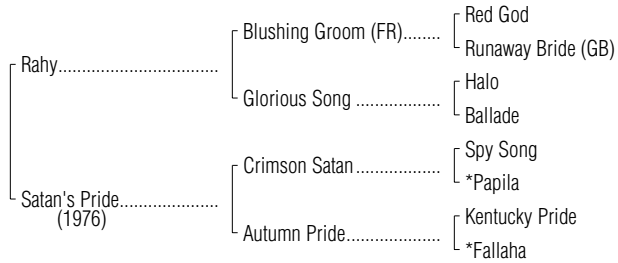 Red God
Blushing Groom (FR)........
Runaway Bride (GB)
Rahy..................................
Halo
Glorious Song ..................
Ballade
Spy Song
Crimson Satan..................
*Papila
Satan's Pride.....................
(1976)
Kentucky Pride
Autumn Pride....................
*Fallaha